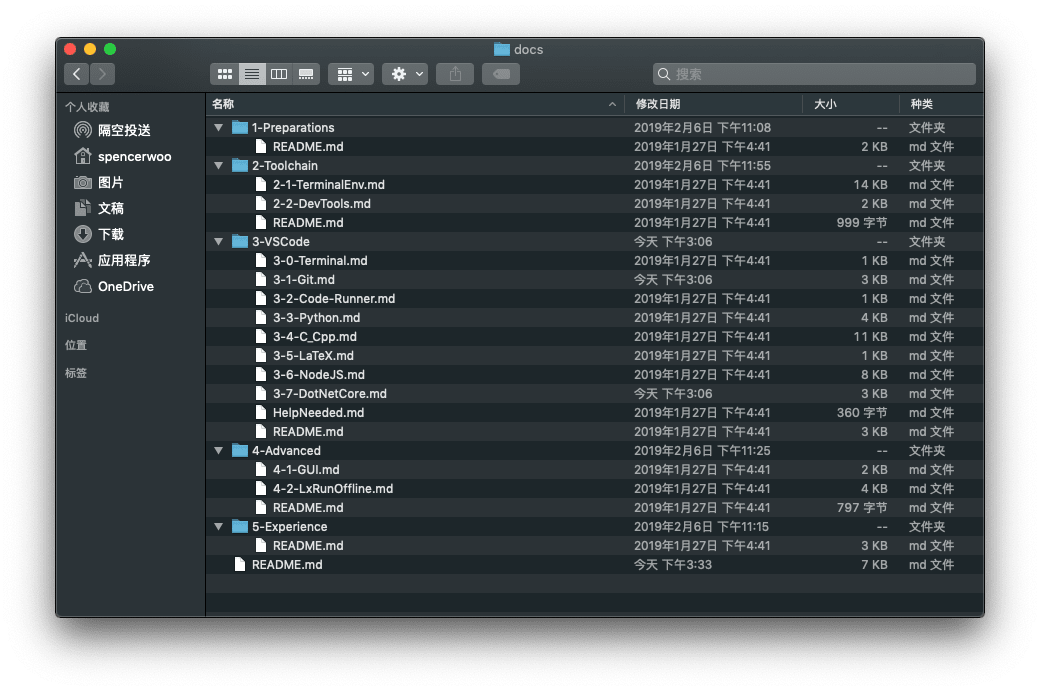 docs
搜索
个人收藏
隔空投送
spencerwoo
图片
文稿
下载
应用程序
OneDrive
iCloud
位置
标签
名称 修改日期 大小 种类
1-Preparations 2019年2月6日 下午11:08 -- 文件夹
README.md 2019年1月27日 下午4:41 2 KB md 文件
2-Toolchain 2019年2月6日 下午11:55 -- 文件夹
2-1-TerminalEnv.md 2019年1月27日 下午4:41 14 KB md 文件
2-2-DevTools.md 2019年1月27日 下午4:41 2 KB md 文件
README.md 2019年1月27日 下午4:41 999 字节 md 文件
3-VSCode 今天 下午3:06 -- 文件夹
3-0-Terminal.md 2019年1月27日 下午4:41 1 KB md 文件
3-1-Git.md 今天 下午3:06 3 KB md 文件
3-2-Code-Runner.md 2019年1月27日 下午4:41 1 KB md 文件
3-3-Python.md 2019年1月27日 下午4:41 4 KB md 文件
3-4-C_Cpp.md 2019年1月27日 下午4:41 11 KB md 文件
3-5-LaTeX.md 2019年1月27日 下午4:41 1 KB md 文件
3-6-NodeJS.md 2019年1月27日 下午4:41 8 KB md 文件
3-7-DotNetCore.md 今天 下午3:06 3 KB md 文件
HelpNeeded.md 2019年1月27日 下午4:41 360 字节 md 文件
README.md 2019年1月27日 下午4:41 3 KB md 文件
4-Advanced 2019年2月6日 下午11:25 -- 文件夹
4-1-GUI.md 2019年1月27日 下午4:41 2 KB md 文件
4-2-LxRunOffline.md 2019年1月27日 下午4:41 4 KB md 文件
README.md 2019年1月27日 下午4:41 797 字节 md 文件
5-Experience 2019年2月6日 下午11:15 -- 文件夹
README.md 2019年1月27日 下午4:41 3 KB md 文件
README.md 今天 下午3:33 7 KB md 文件